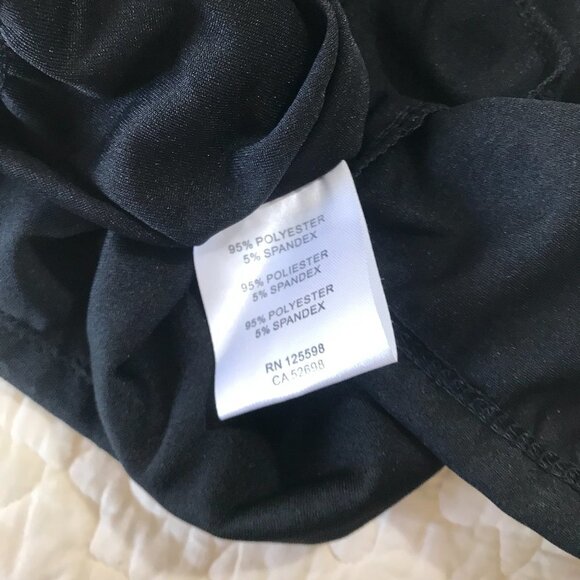 95% POLYESTER
5% SPANDEX
95% POLIESTER
5% SPANDEX
95% POLYESTER
5% SPANDEX
RN 125598
CA 52698